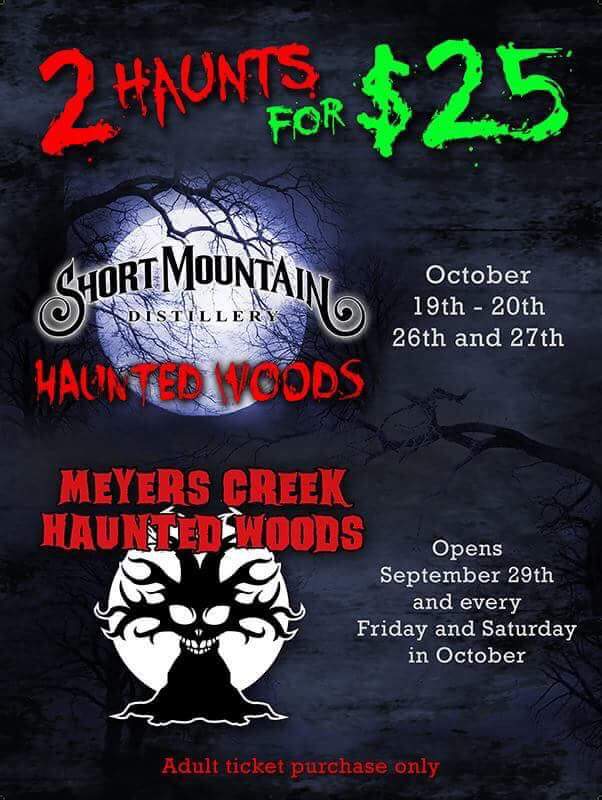 2 HAUNTS FOR $25
SHORT MOUNTAIN
DISTILLERY
HAUNTED WOODS
October
19th - 20th
26th and 27th
MEYERS CREEK
HAUNTED WOODS
Opens
September 29th
and every
Friday and Saturday
in October
Adult ticket purchase only